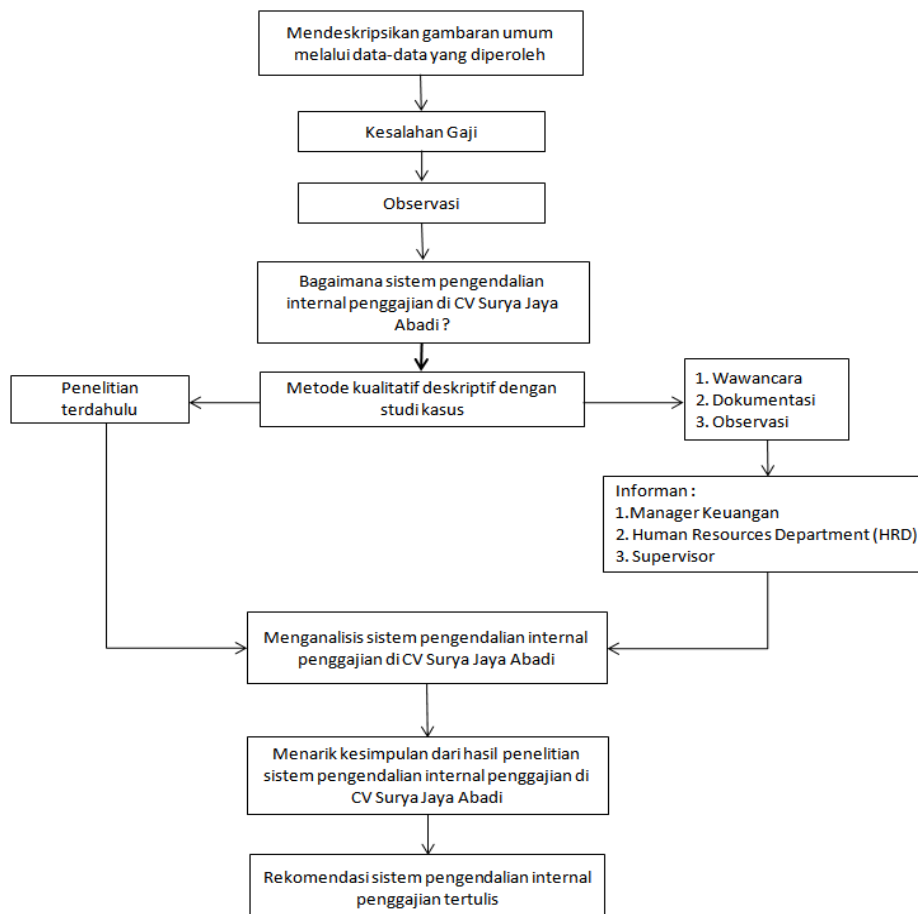 Mendeskripsikan gambaran umum
melalui data-data yang diperoleh
Kesalahan Gaji
Observasi
Bagaimana sistem pengendalian
internal penggajian di CV Surya Jaya
Abadi ?
Penelitian
terdahulu
Metode kualitatif deskriptif dengan
studi kasus
1. Wawancara
2. Dokumentasi
3. Observasi
Informan :
1.Manager Keuangan
2. Human Resources Department (HRD)
3. Supervisor
Menganalisis sistem pengendalian internal
penggajian di CV Surya Jaya Abadi
Menarik kesimpulan dari hasil penelitian
sistem pengendalian internal penggajian di
CV Surya Jaya Abadi
Rekomendasi sistem pengendalian internal
penggajian tertulis